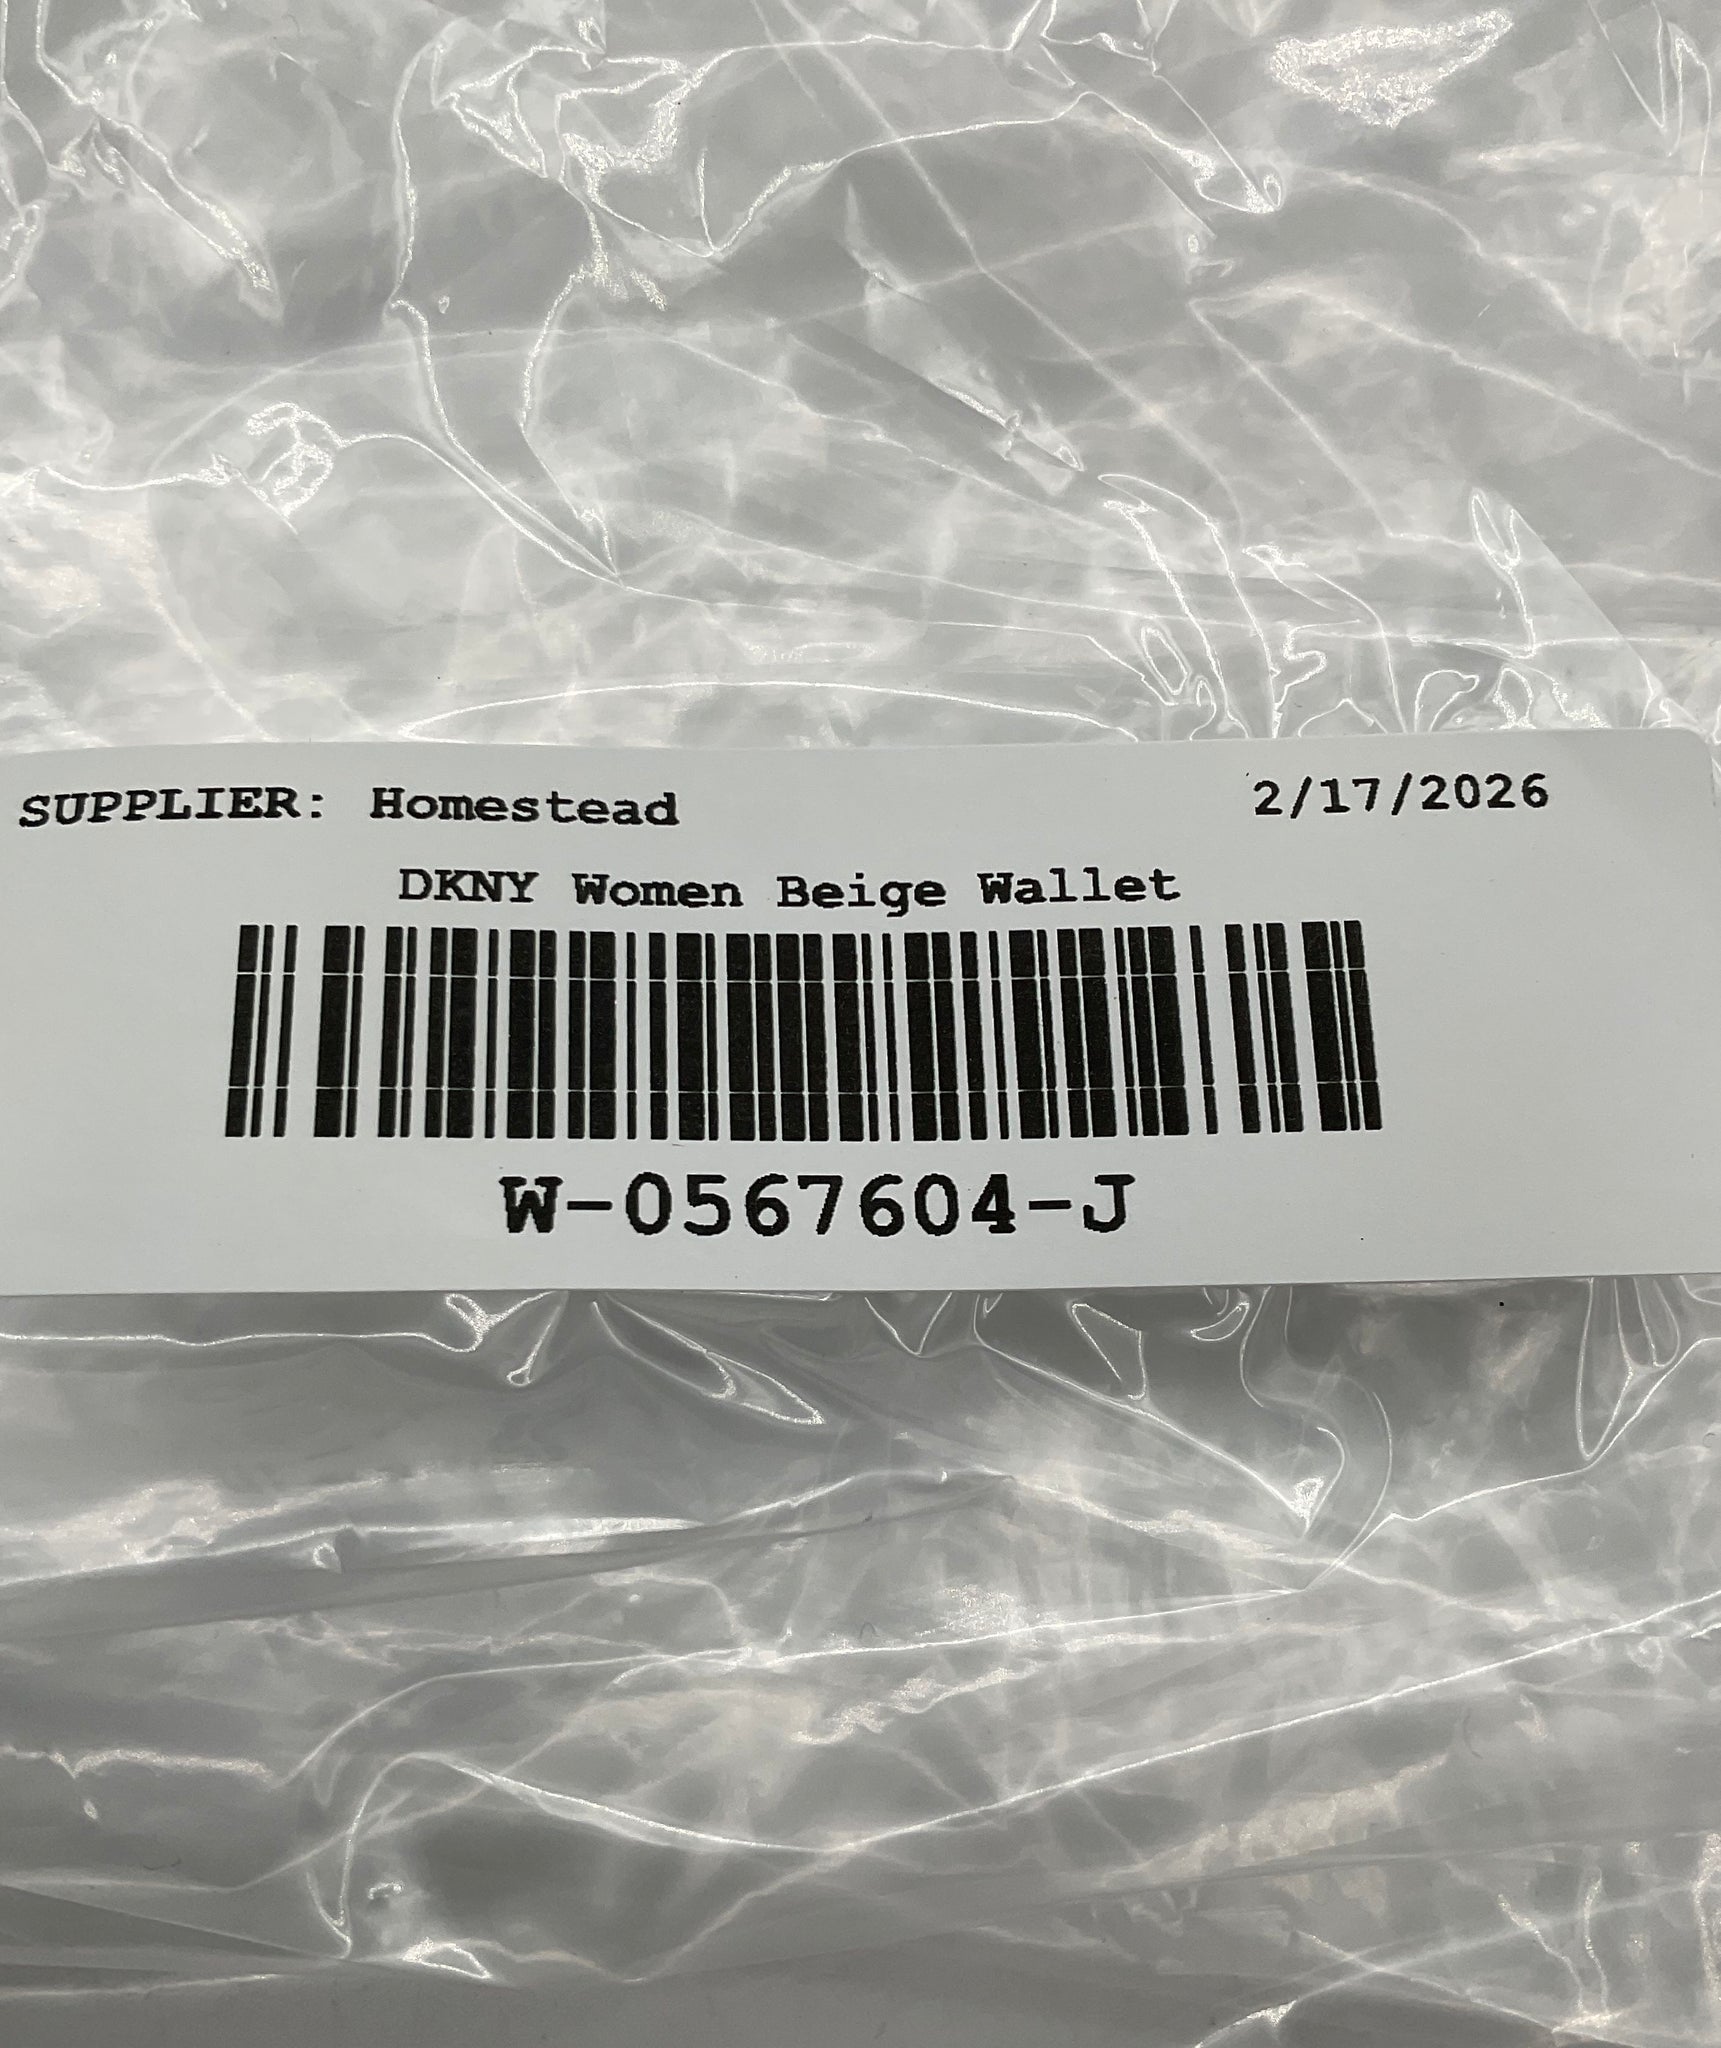 SUPPLIER: Homestead 2/17/2026
DKNY Women Beige Wallet
W-0567604-J